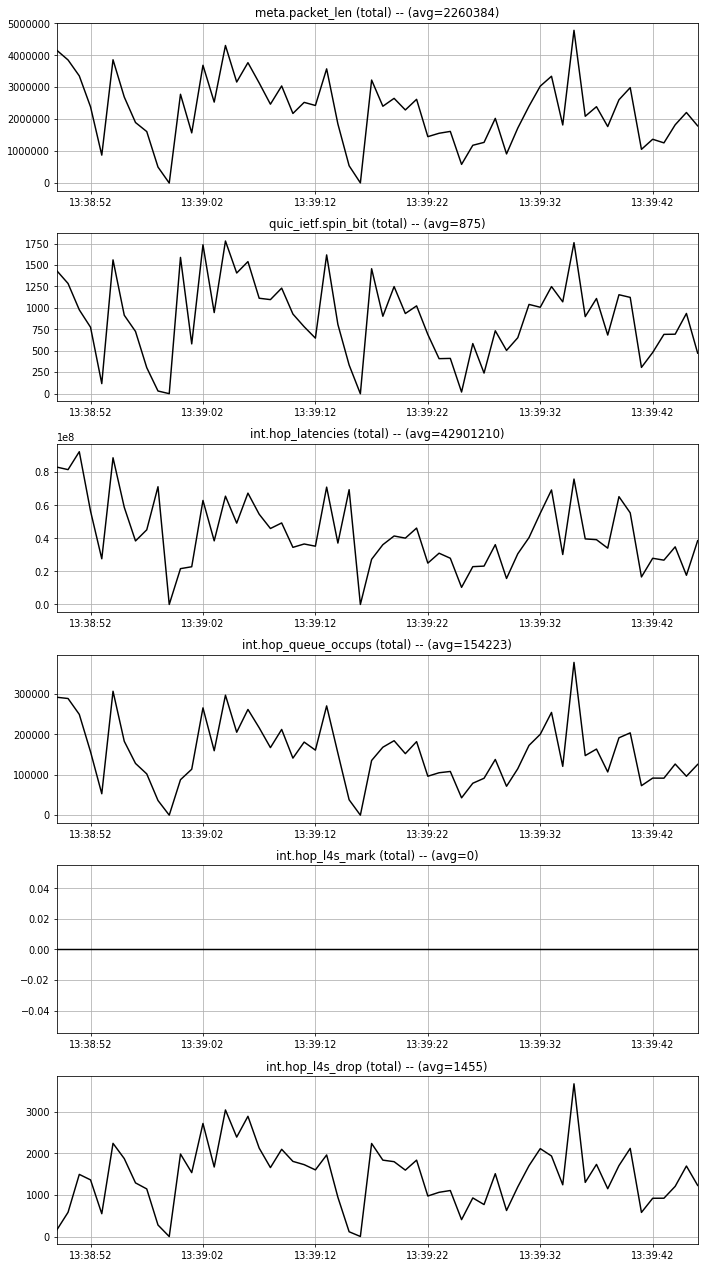 meta.packet_len (total) -- (avg=2260384)
5000000
4000000
3000000
2000000
1000000
0
13:38:52 13:39:02 13:39:12 13:39:22 13:39:32 13:39:42
quic_ietf.spin_bit (total) -- (avg=875)
1750
1500
1250
1000
750
500
250
0
13:38:52 13:39:02 13:39:12 13:39:22 13:39:32 13:39:42
int.hop_latencies (total) -- (avg=42901210)
1e8
0.8
0.6
0.4
0.2
0.0
13:38:52 13:39:02 13:39:12 13:39:22 13:39:32 13:39:42
int.hop_queue_occups (total) -- (avg=154223)
300000
200000
100000
0
13:38:52 13:39:02 13:39:12 13:39:22 13:39:32 13:39:42
int.hop_l4s_mark (total) -- (avg=0)
0.04
0.02
0.00
−0.02
−0.04
13:38:52 13:39:02 13:39:12 13:39:22 13:39:32 13:39:42
int.hop_l4s_drop (total) -- (avg=1455)
3000
2000
1000
0
13:38:52 13:39:02 13:39:12 13:39:22 13:39:32 13:39:42